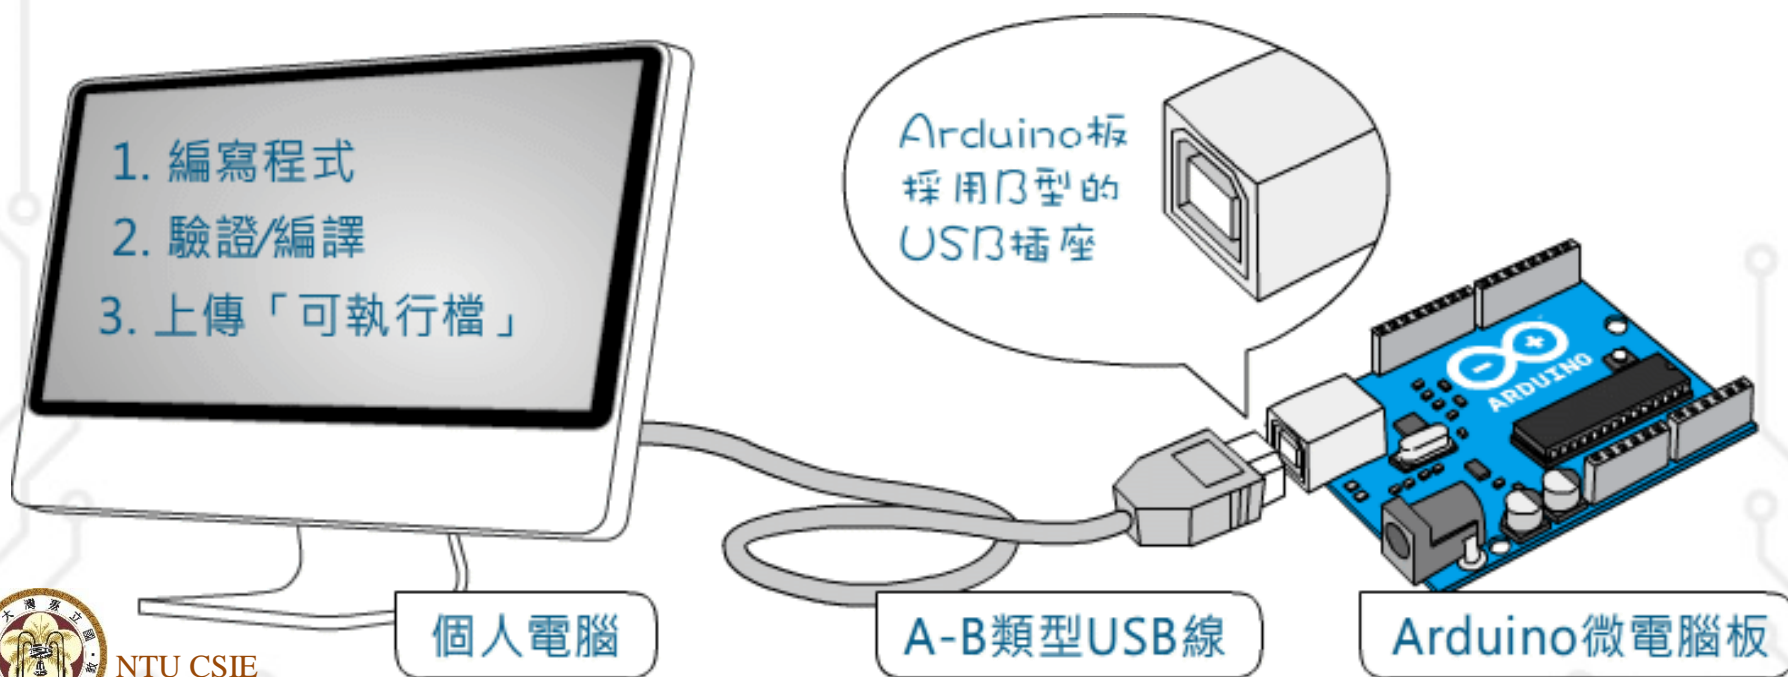 1. 編寫程式
2. 驗證/編譯
3. 上傳「可執行檔」
Arduino板
採用B型的
USB插座
ARDUINO
個人電腦
A-B類型USB線
Arduino微電腦板
NTU CSIE